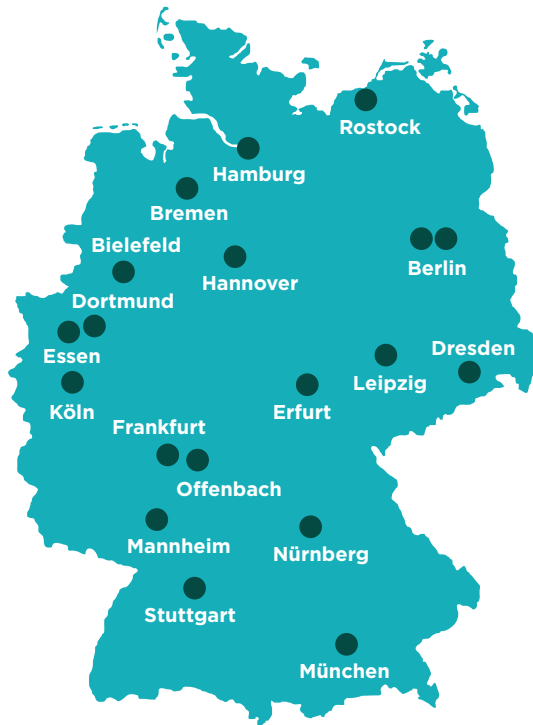 Rostock
Hamburg
Bremen
Bielefeld
Hannover
Berlin
Dortmund
Essen
Dresden
Leipzig
Köln
Erfurt
Frankfurt
Offenbach
Mannheim
Nürnberg
Stuttgart
München